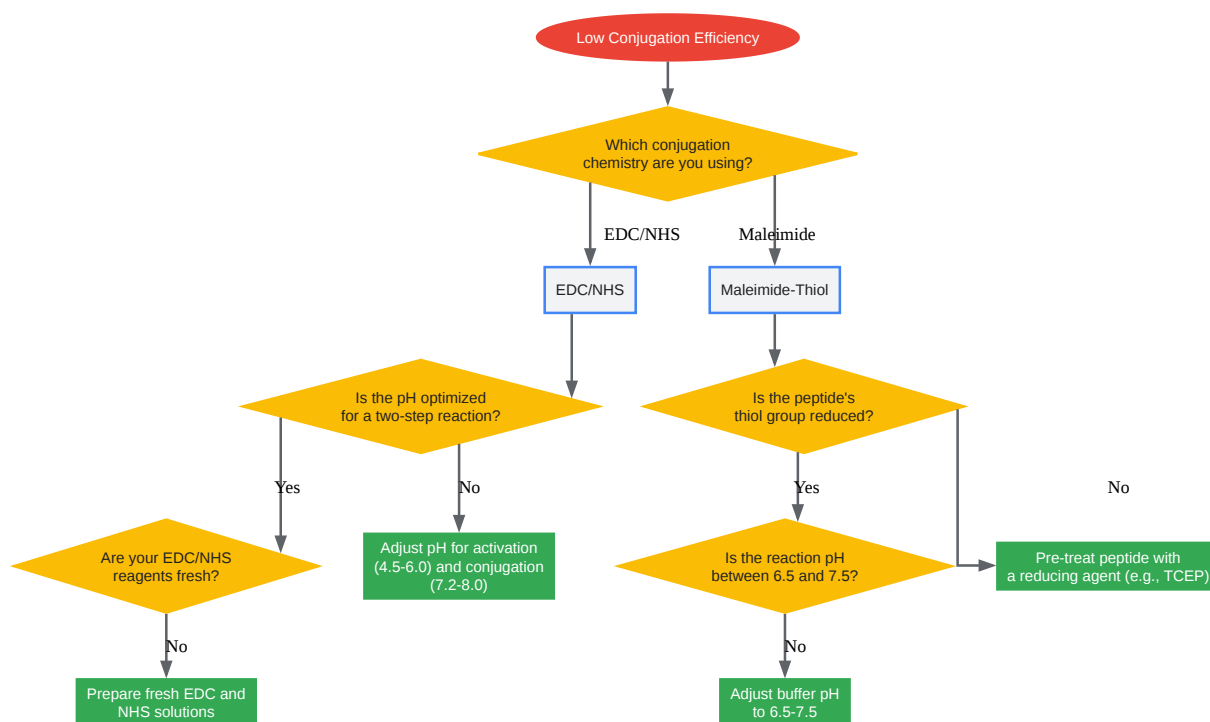 Low Conjugation Efficiency
Which conjugation
chemistry are you using?
EDC/NHS
Maleimide
EDC/NHS
Maleimide-Thiol
Is the pH optimized
for a two-step reaction?
Is the peptide's
thiol group reduced?
Yes
No
Yes
No
Are your EDC/NHS
reagents fresh?
Adjust pH for activation
(4.5-6.0) and conjugation
(7.2-8.0)
Is the reaction pH
between 6.5 and 7.5?
Pre-treat peptide with
a reducing agent (e.g., TCEP)
No
No
Prepare fresh EDC and
NHS solutions
Adjust buffer pH
to 6.5-7.5